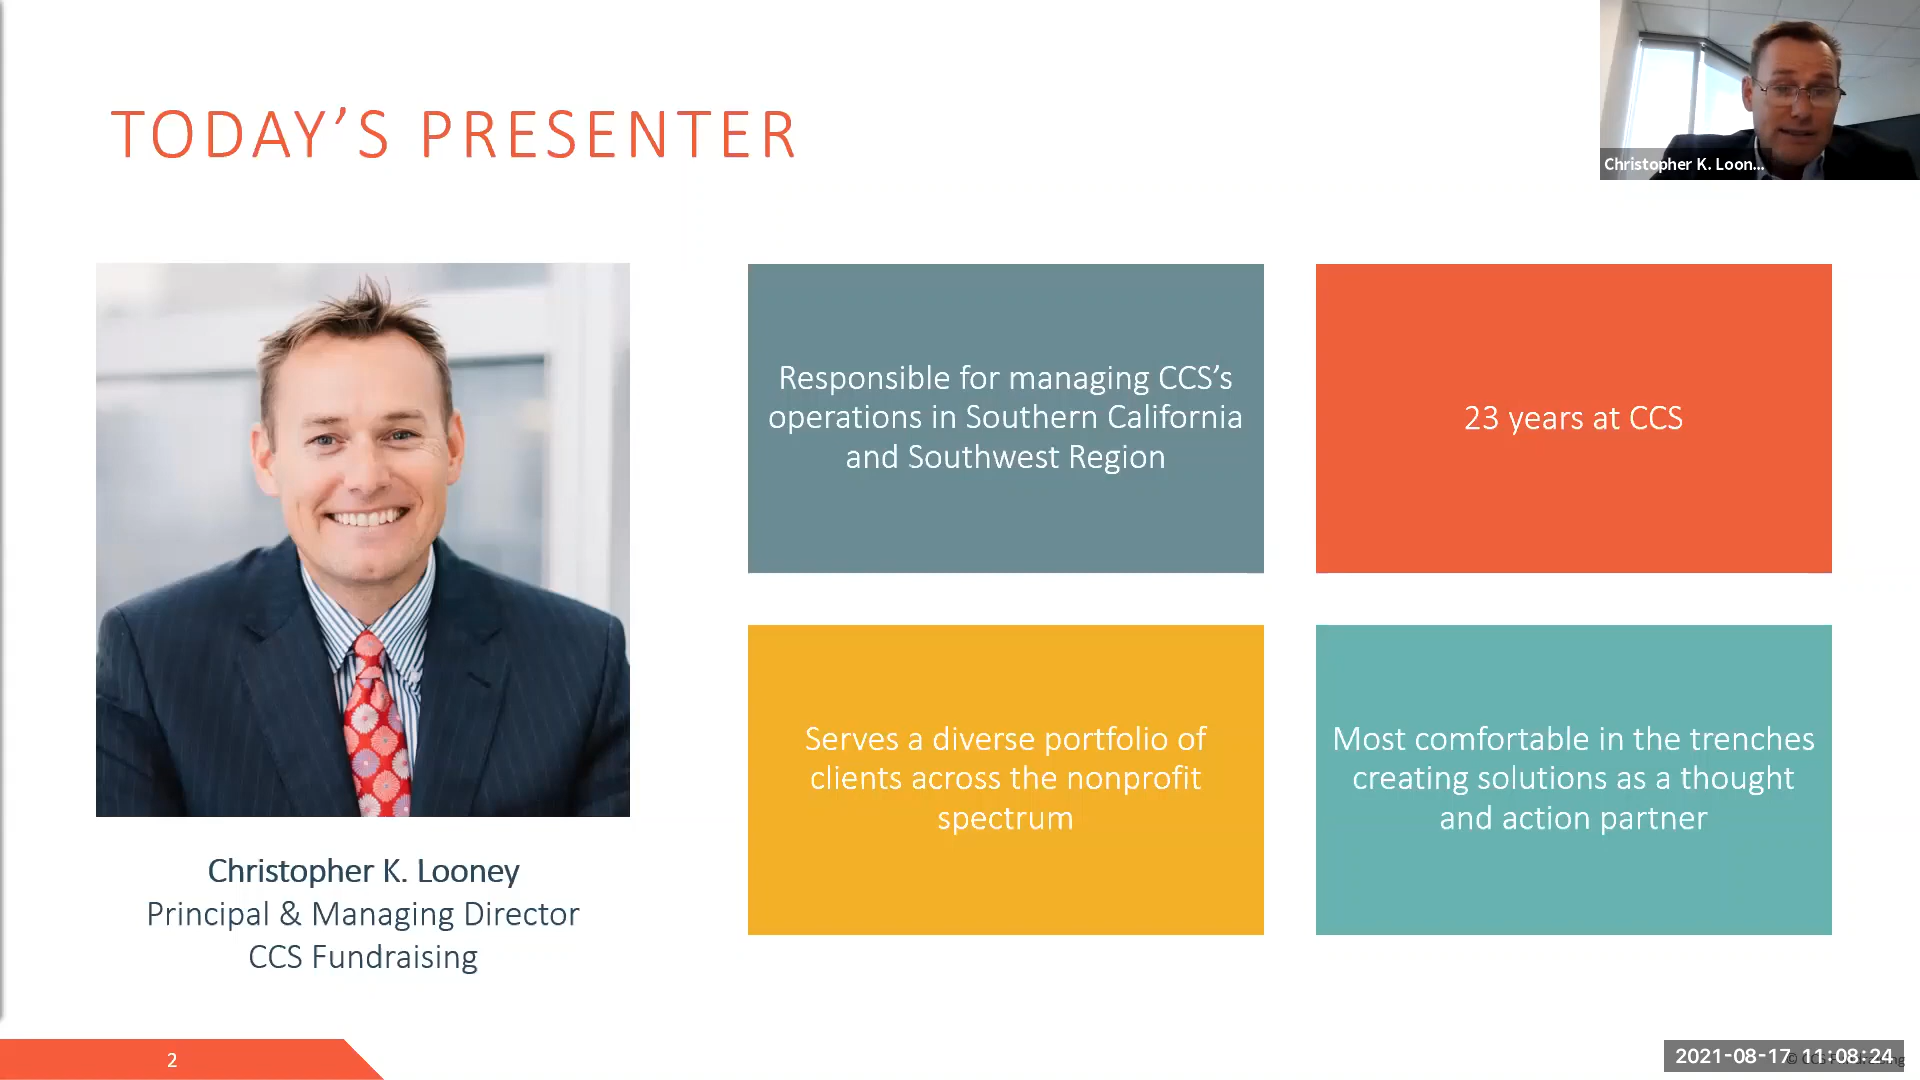 TODAY’S PRESENTER
Christopher K. Loon...
Responsible for managing CCS’s
operations in Southern California
and Southwest Region
23 years at CCS
Serves a diverse portfolio of
clients across the nonprofit
spectrum
Most comfortable in the trenches
creating solutions as a thought
and action partner
Christopher K. Looney
Principal & Managing Director
CCS Fundraising
2
2021-08-17 11:08:24